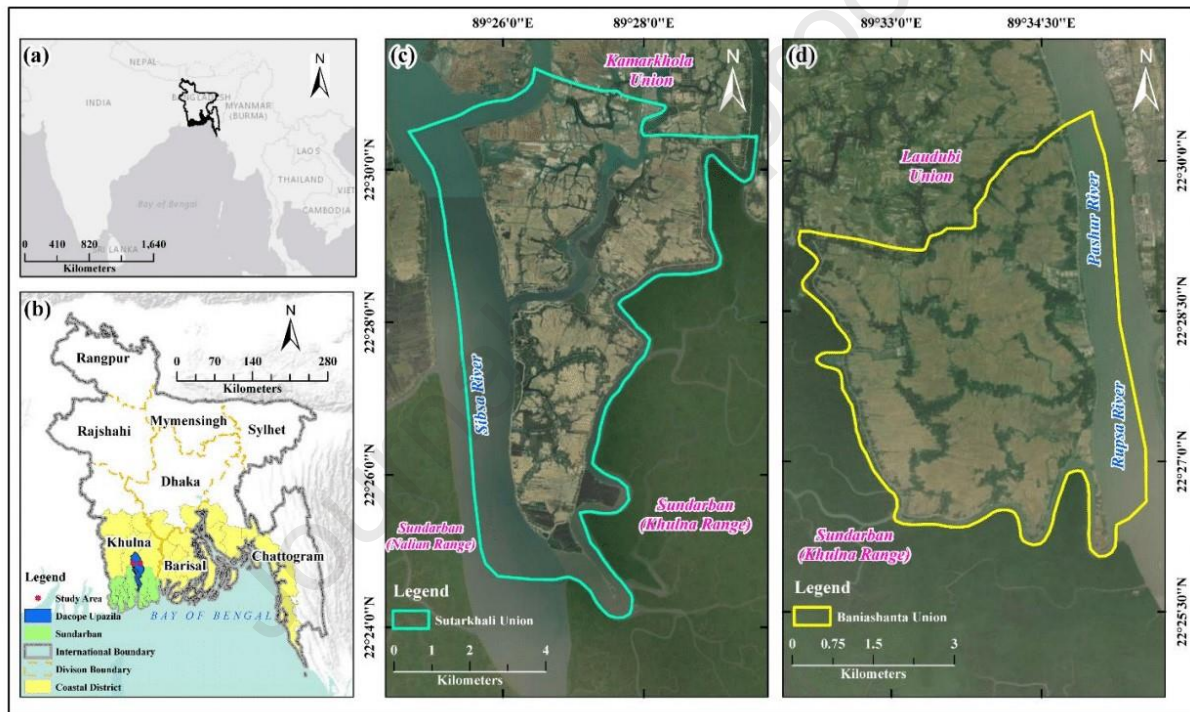 (a)
N
NEPAL
INDIA
BANGLADESH
MYANMAR
(BURMA)
LAOS
THAILAND
VIET
CAMBODIA
Bay of Bengal
SRI LANKA
0 410 820 1,640
Kilometers
(b)
N
0 70 140 280
Kilometers
Rangpur
Mymensingh
Rajshahi
Sylhet
Dhaka
Khulna
Barisal
Chattogram
BAY OF BENGAL
Legend
Study Area
Dacope Upazila
Sundarban
International Boundary
Divison Boundary
Coastal District
89°26'0"E 89°28'0"E
(c)
N
Kamarkhola
Union
Sibsa River
Sundarban
(Nalian Range)
Sundarban
(Khulna Range)
Legend
Sutarkhali Union
0 1 2 4
Kilometers
22°30'0"N
22°28'0"N
22°26'0"N
22°24'0"N
89°33'0"E 89°34'30"E
(d)
N
Laudubi
Union
Pashur River
Rupsa River
Sundarban
(Khulna Range)
Legend
Baniashanta Union
0 0.75 1.5 3
Kilometers
22°30'0"N
22°28'30"N
22°27'0"N
22°25'30"N